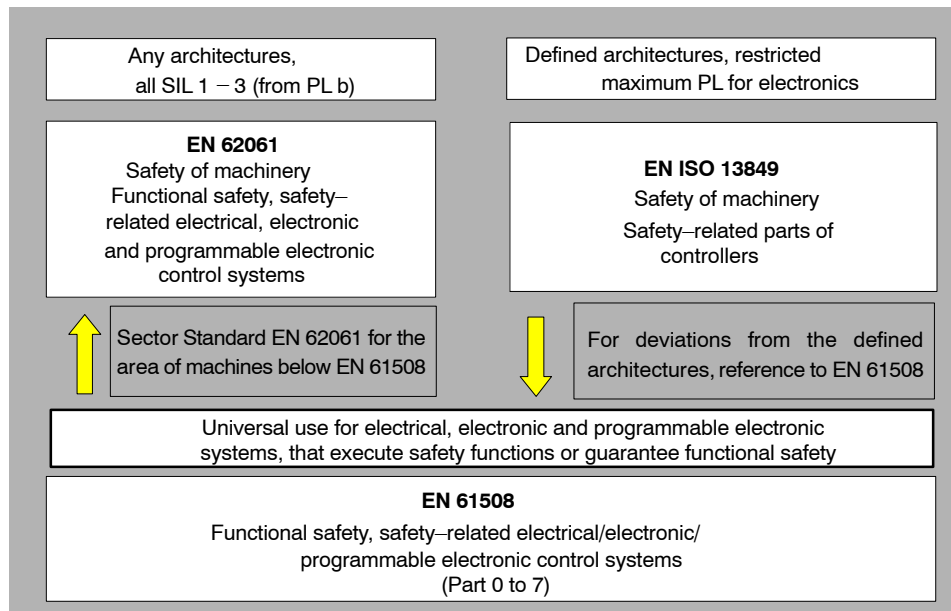 Any architectures,
all SIL 1 – 3 (from PL b)
Defined architectures, restricted
maximum PL for electronics
EN 62061
Safety of machinery
Functional safety, safety–
related electrical, electronic
and programmable electronic
control systems
EN ISO 13849
Safety of machinery
Safety–related parts of
controllers
Sector Standard EN 62061 for the
area of machines below EN 61508
For deviations from the defined
architectures, reference to EN 61508
Universal use for electrical, electronic and programmable electronic
systems, that execute safety functions or guarantee functional safety
EN 61508
Functional safety, safety–related electrical/electronic/
programmable electronic control systems
(Part 0 to 7)